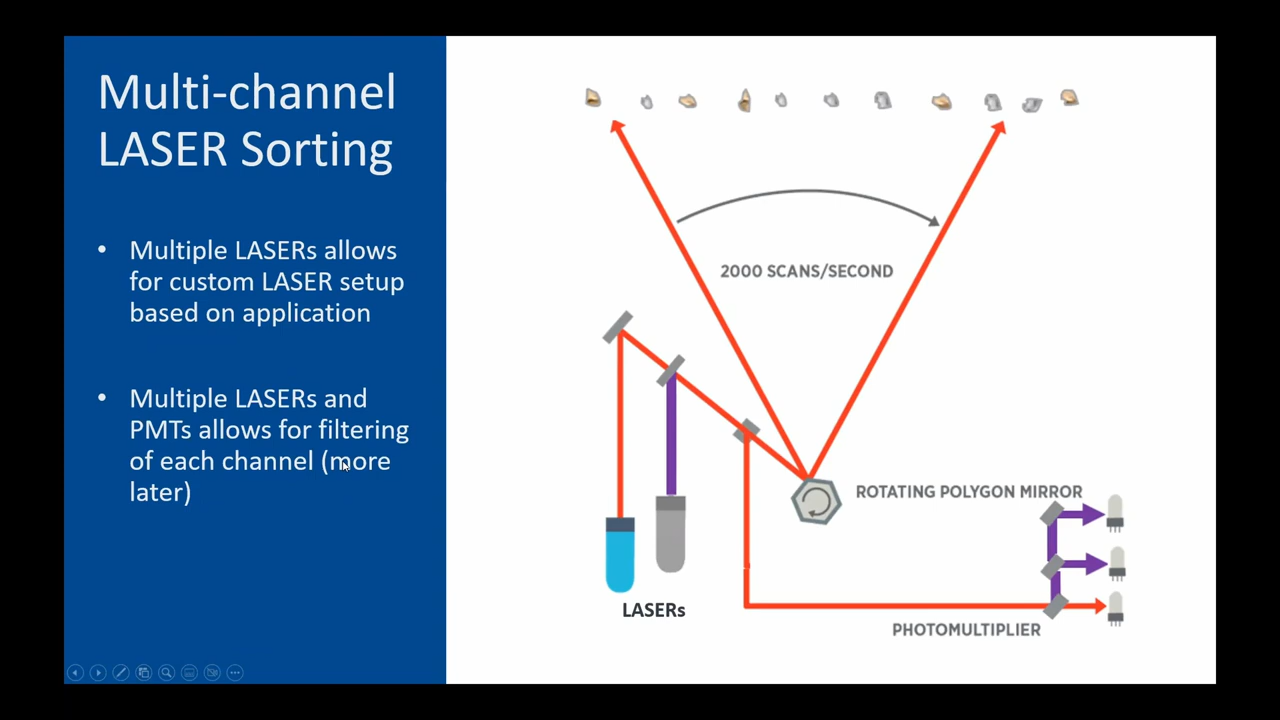 Multi-channel
LASER Sorting
• Multiple LASERs allows
for custom LASER setup
based on application
• Multiple LASERs and
PMTs allows for filtering
of each channel (more
later)
2000 SCANS/SECOND
ROTATING POLYGON MIRROR
LASERs
PHOTOMULTIPLIER